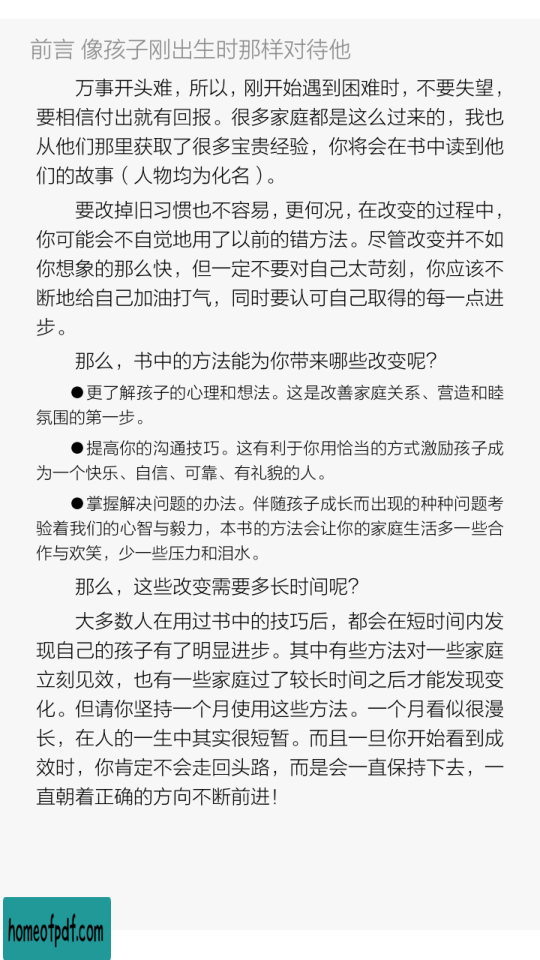 前言 像孩子刚出生时那样对待他
万事开头难，所以，刚开始遇到困难时，不要失望，
要相信付出就有回报。很多家庭都是这么过来的，我也
从他们那里获取了很多宝贵经验，你将会在书中读到他
们的故事（人物均为化名）。
要改掉旧习惯也不容易，更何况，在改变的过程中，
你可能会不自觉地用了以前的错方法。尽管改变并不如
你想象的那么快，但一定不要对自己太苛刻，你应该不
断地给自己加油打气，同时要认可自己取得的每一点进
步。
那么，书中的方法能为你带来哪些改变呢？
●更了解孩子的心理和想法。这是改善家庭关系、营造和睦
氛围的第一步。
●提高你的沟通技巧。这有利于你用恰当的方式激励孩子成
为一个快乐、自信、可靠、有礼貌的人。
●掌握解决问题的办法。伴随孩子成长而出现的种种问题考
验着我们的心智与毅力，本书的方法会让你的家庭生活多一些合
作与欢笑，少一些压力和泪水。
那么，这些改变需要多长时间呢？
大多数人在用过书中的技巧后，都会在短时间内发
现自己的孩子有了明显进步。其中有些方法对一些家庭
立刻见效，也有一些家庭过了较长时间之后才能发现变
化。但请你坚持一个月使用这些方法。一个月看似很漫
长，在人的一生中其实很短暂。而且一旦你开始看到成
效时，你肯定不会走回头路，而是会一直保持下去，一
直朝着正确的方向不断前进！
homeofpdf.com